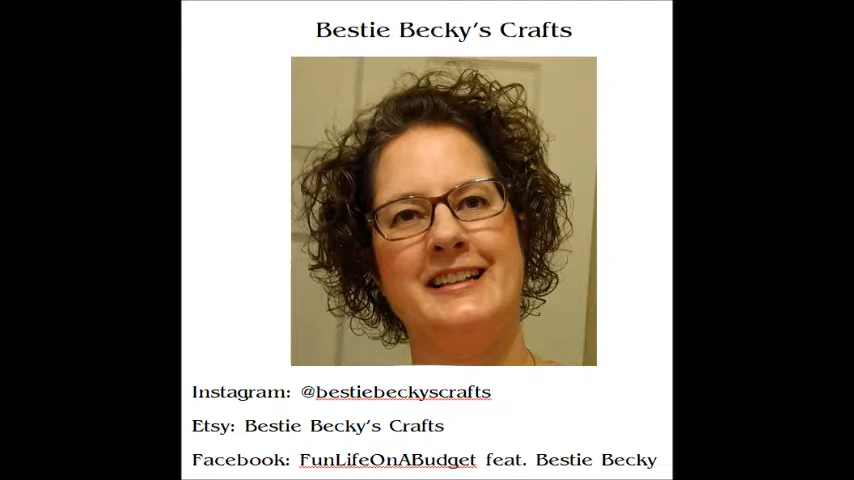 Bestie Becky's Crafts
Instagram: @bestiebeckyscrafts
Etsy: Bestie Becky's Crafts
Facebook: FunLifeOnABudget feat. Bestie Becky